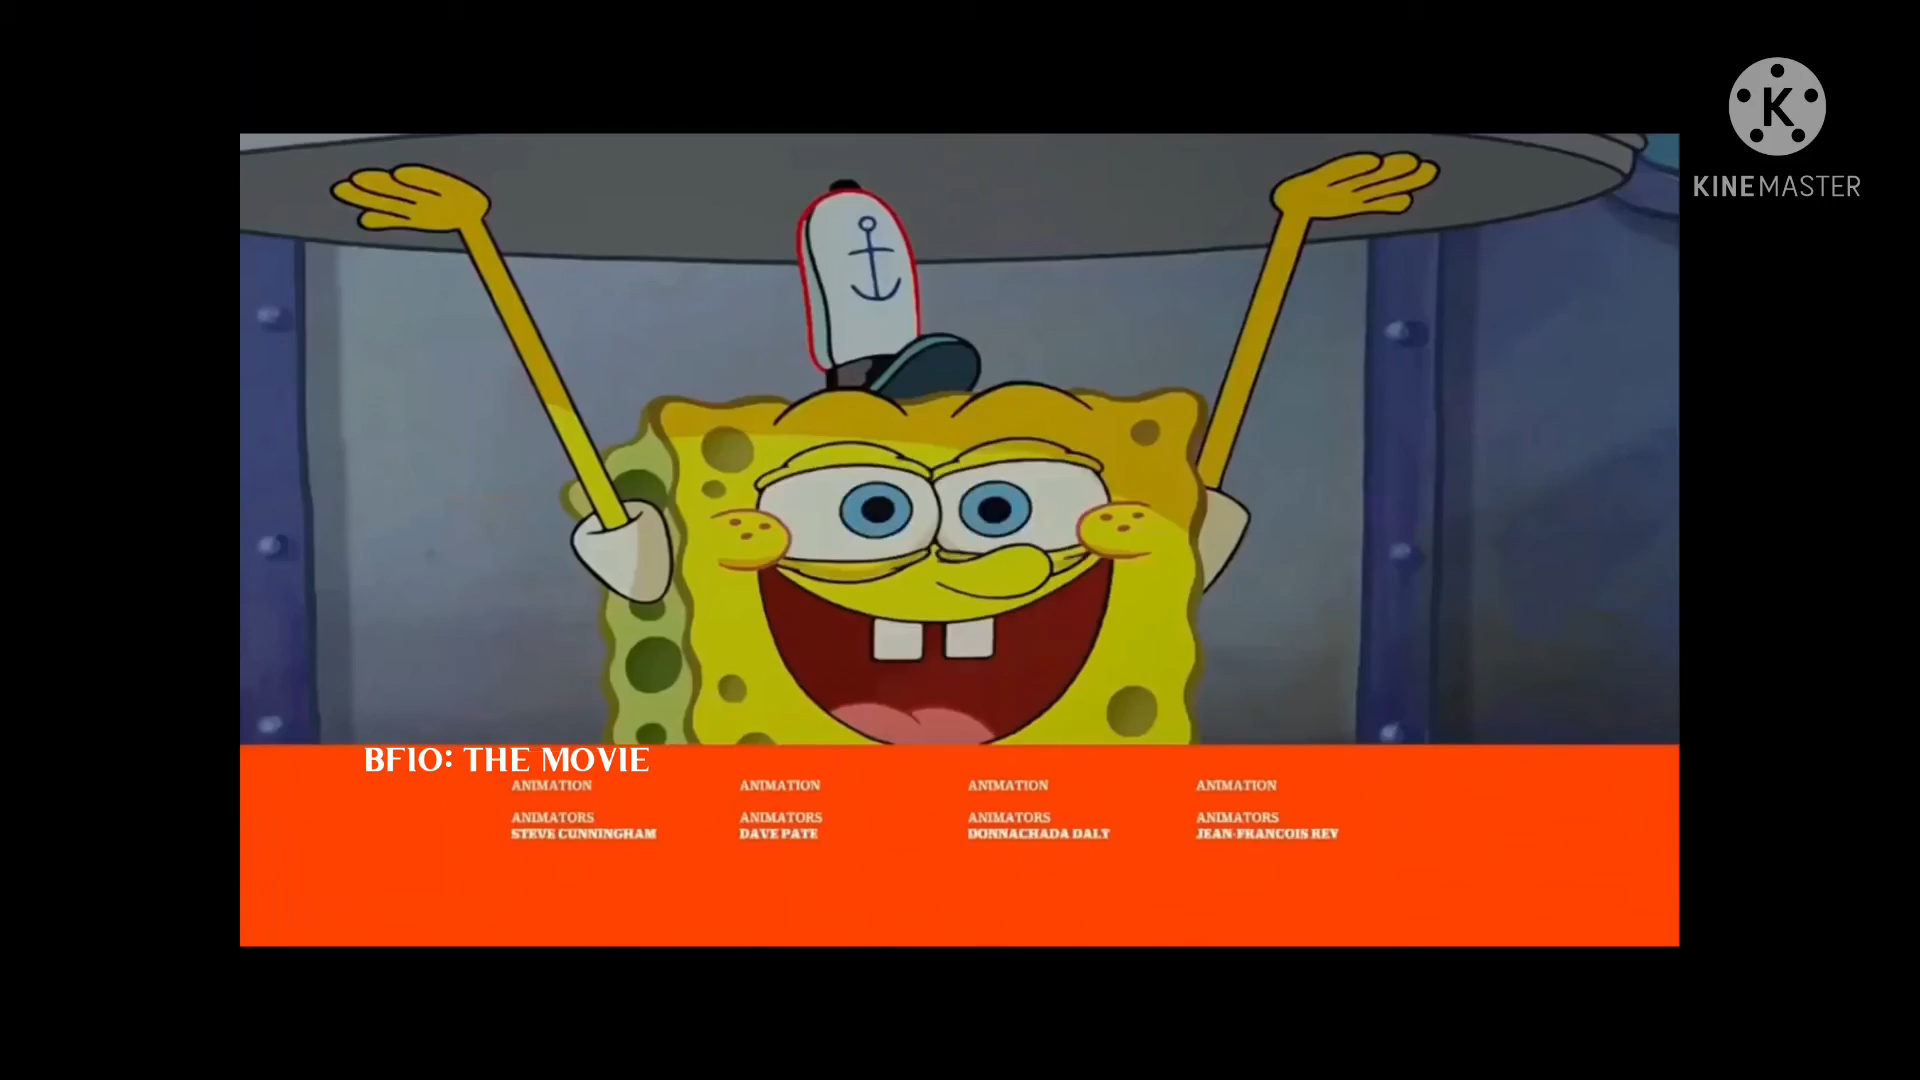 K
KINEMASTER
BFIO: THE MOVIE
ANIMATION ANIMATION ANIMATION ANIMATION
ANIMATORS ANIMATORS ANIMATORS ANIMATORS
STEVE CUNNINGHAM DAVE PATE DONNACHADA DALY JEAN-FRANCOIS REY